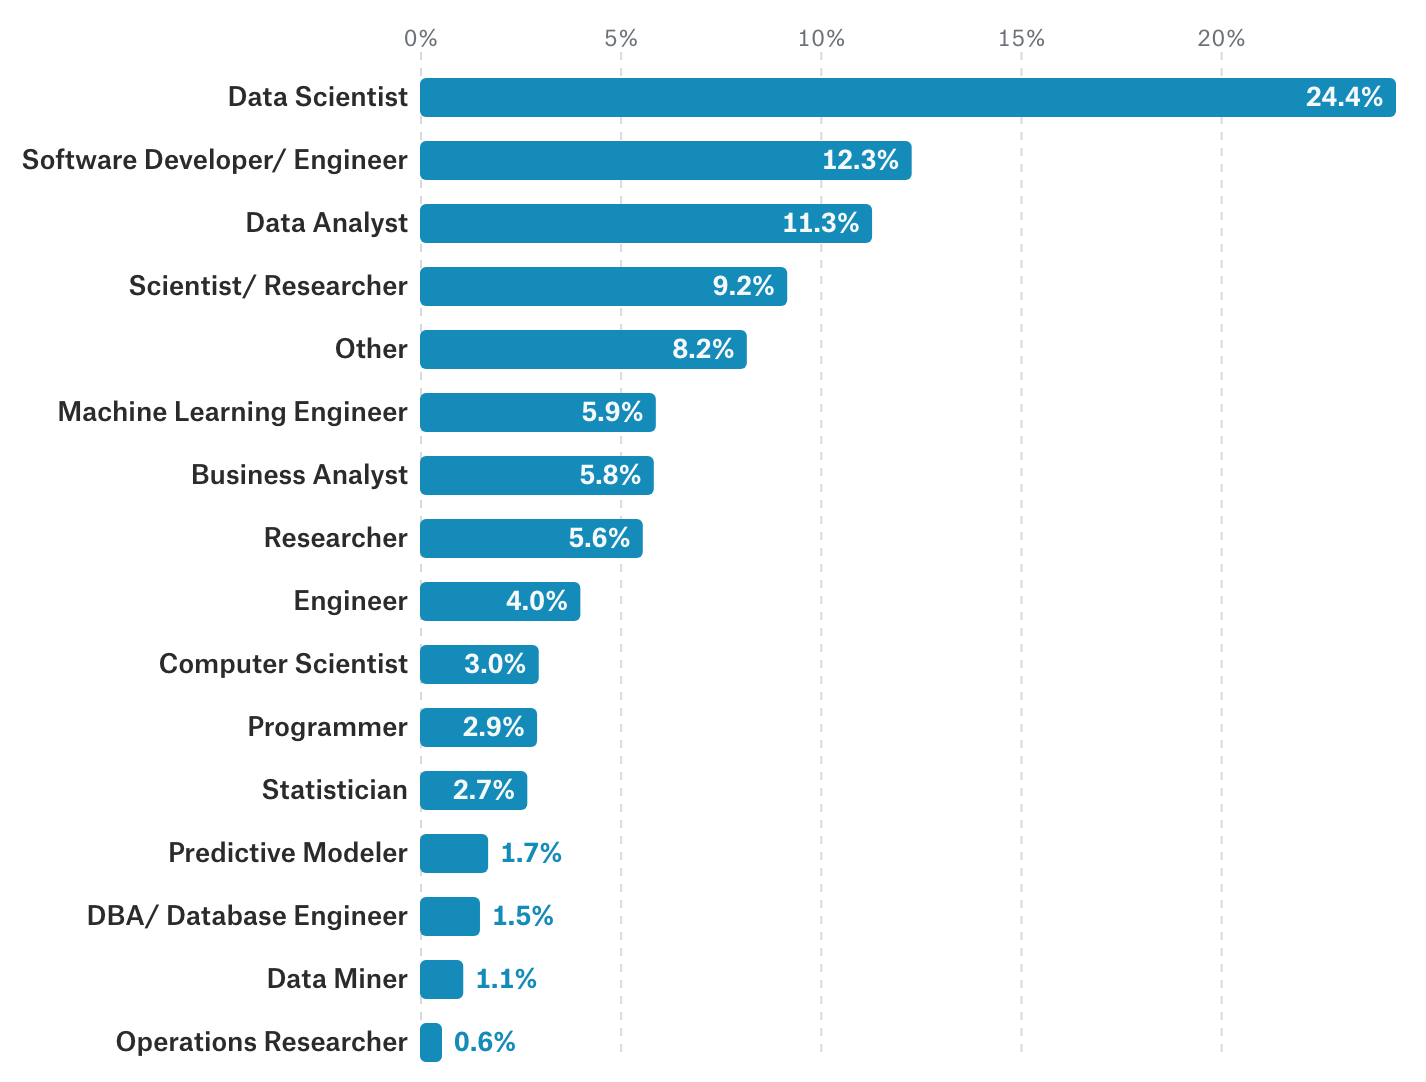 0% 5% 10% 15% 20%
Data Scientist 24.4%
Software Developer/ Engineer 12.3%
Data Analyst 11.3%
Scientist/ Researcher 9.2%
Other 8.2%
Machine Learning Engineer 5.9%
Business Analyst 5.8%
Researcher 5.6%
Engineer 4.0%
Computer Scientist 3.0%
Programmer 2.9%
Statistician 2.7%
Predictive Modeler 1.7%
DBA/ Database Engineer 1.5%
Data Miner 1.1%
Operations Researcher 0.6%